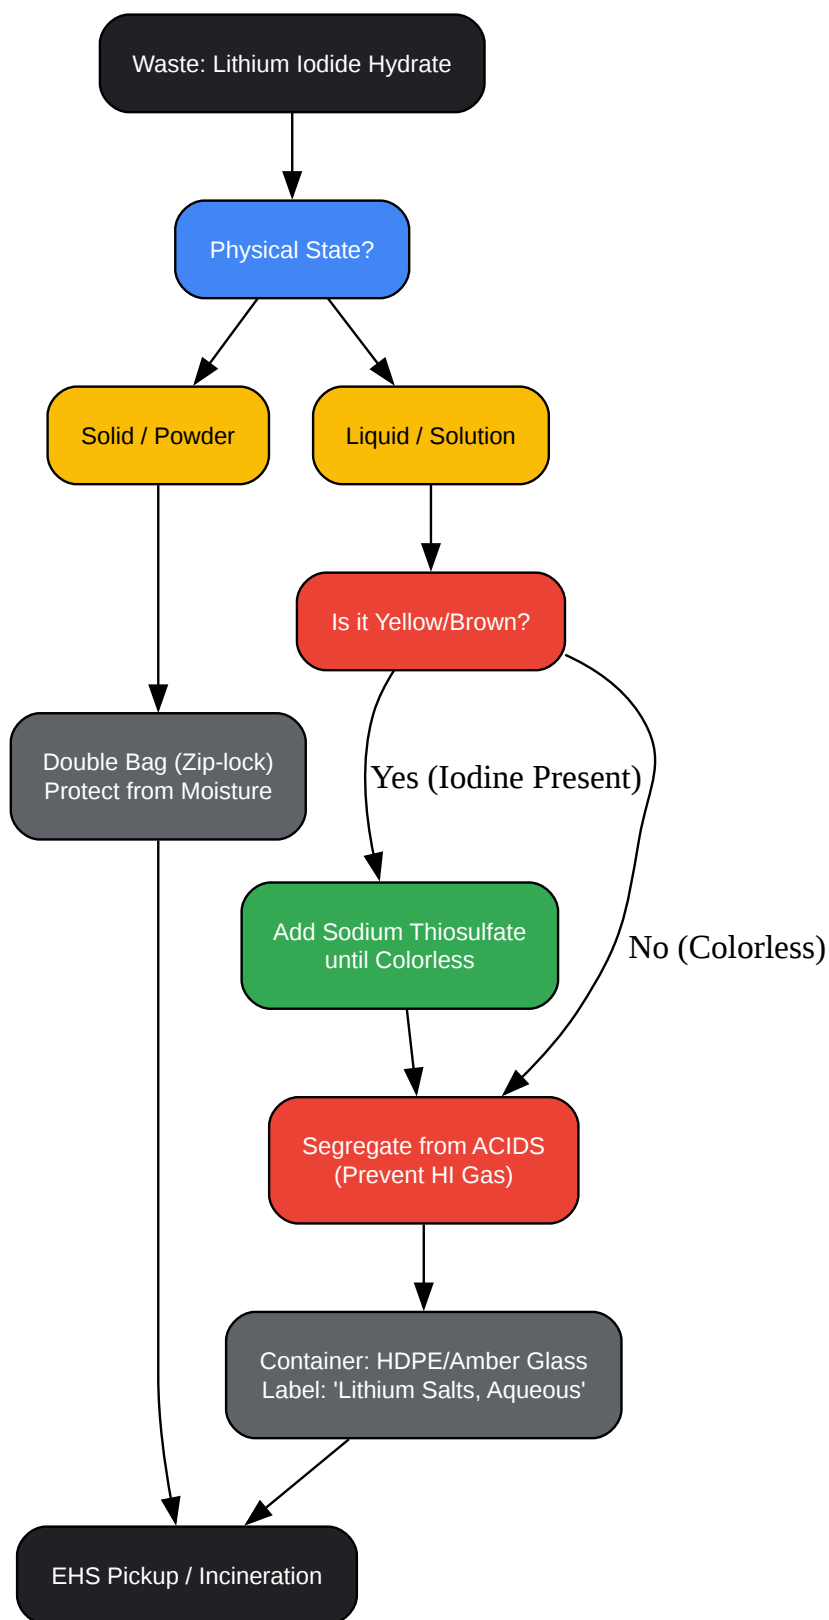 Waste: Lithium Iodide Hydrate
Physical State?
Solid / Powder
Liquid / Solution
Is it Yellow/Brown?
Double Bag (Zip-lock)
Protect from Moisture
Yes (Iodine Present)
Add Sodium Thiosulfate
until Colorless
No (Colorless)
Segregate from ACIDS
(Prevent HI Gas)
Container: HDPE/Amber Glass
Label: 'Lithium Salts, Aqueous'
EHS Pickup / Incineration